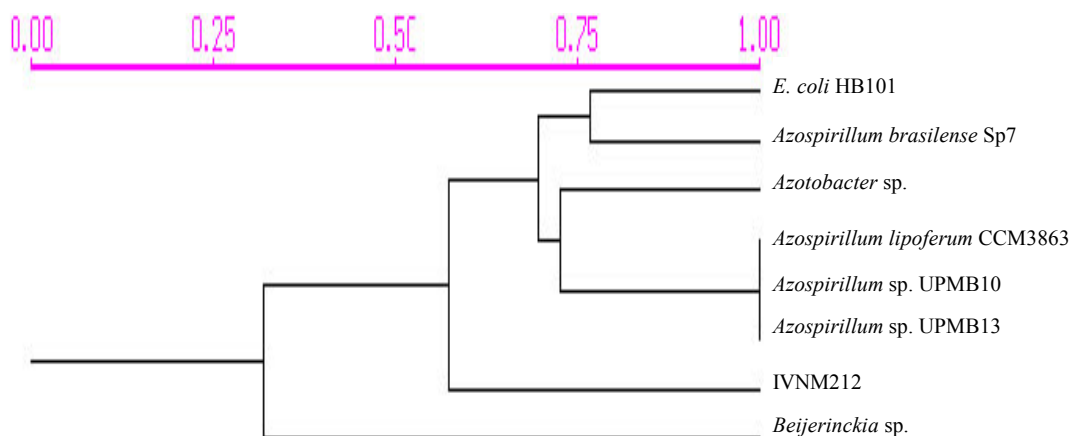 0.00 0.25 0.50 0.75 1.00
E. coli HB101
Azospirillum brasilense Sp7
Azotobacter sp.
Azospirillum lipoferum CCM3863
Azospirillum sp. UPMB10
Azospirillum sp. UPMB13
IVNM212
Beijerinckia sp.